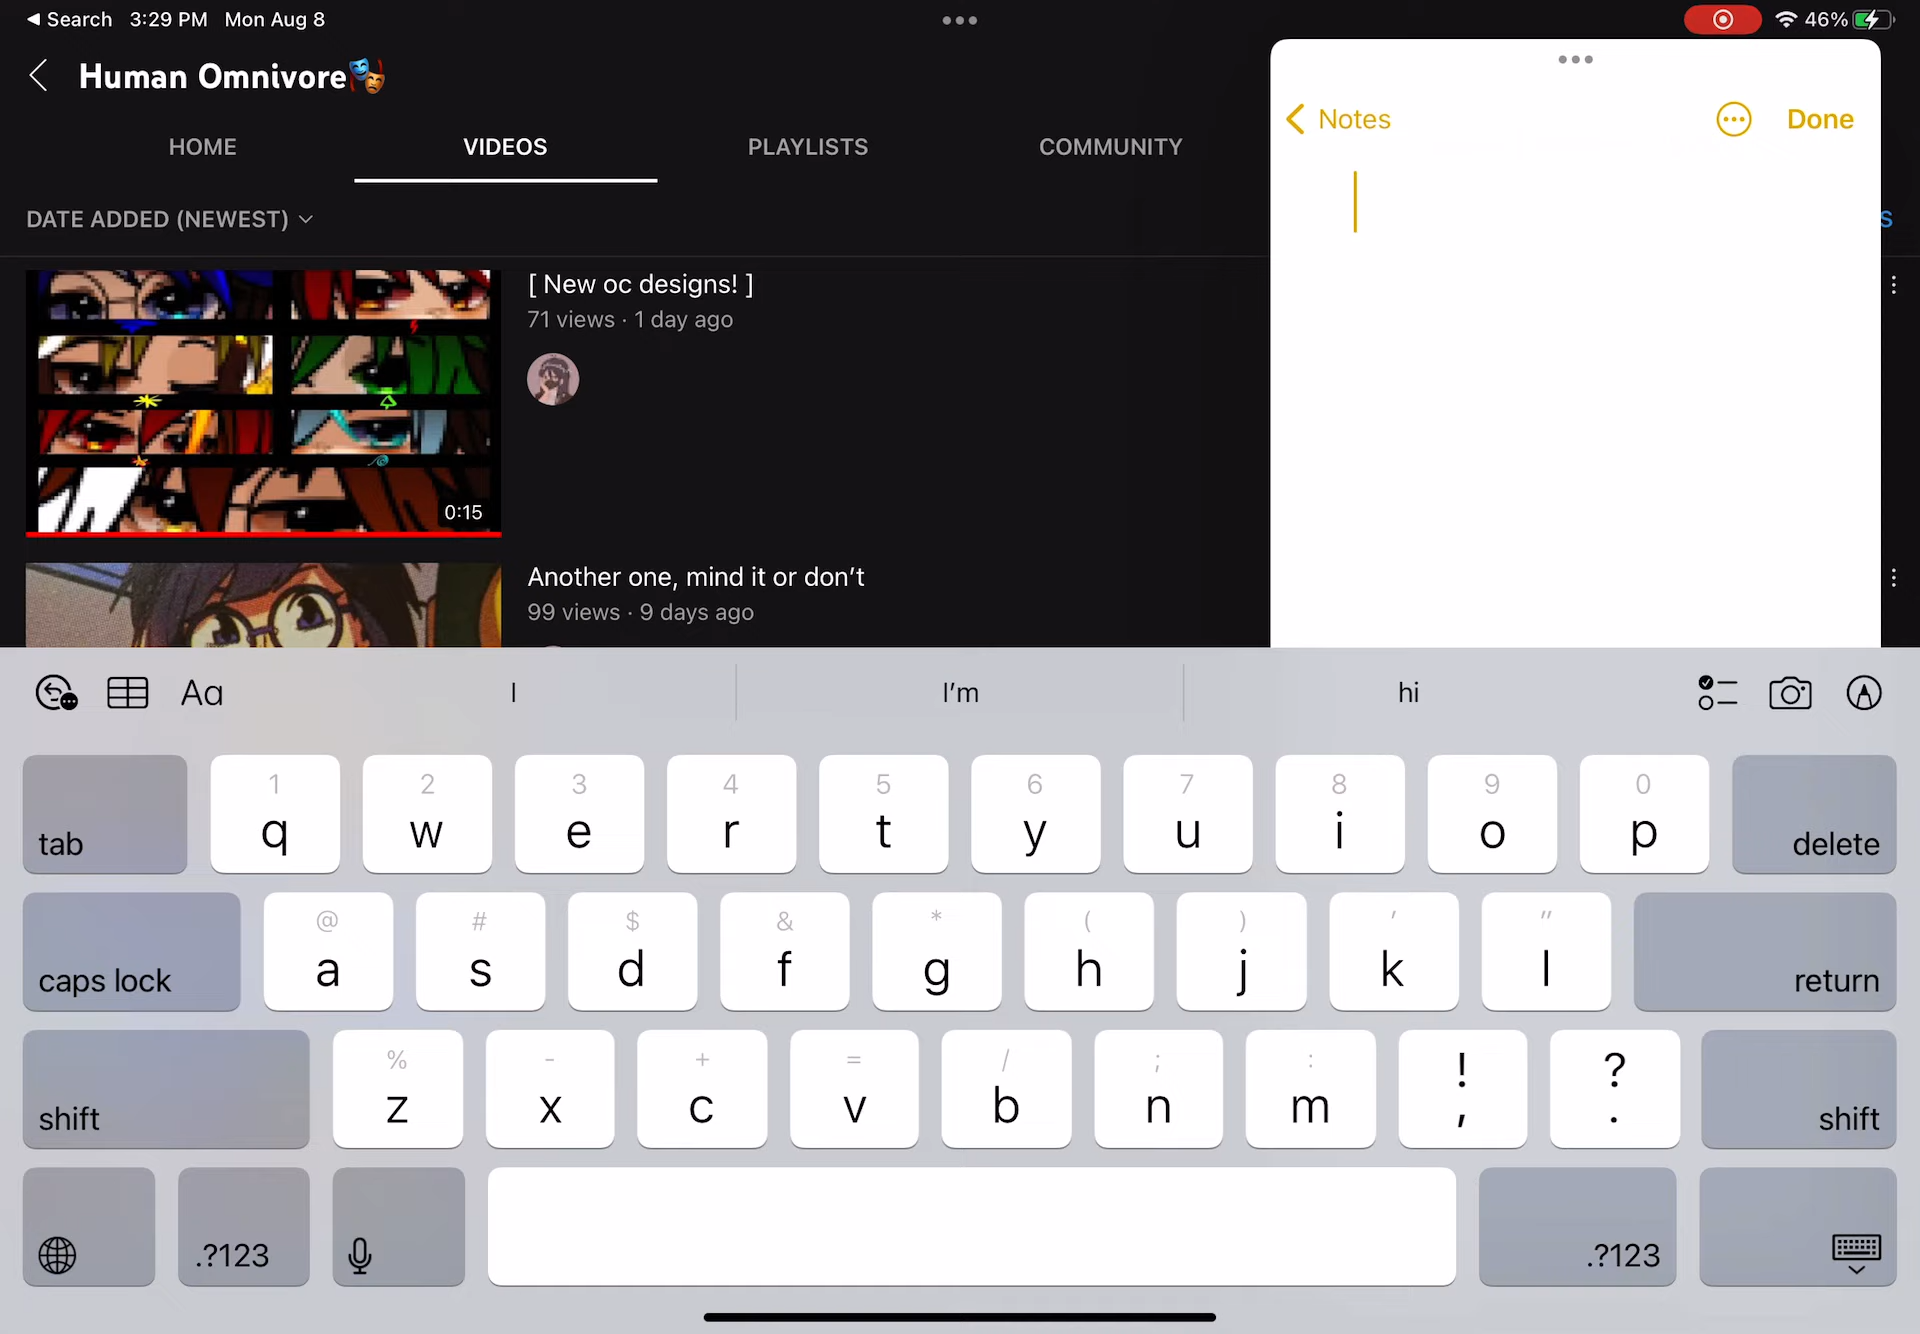 Search 3:29 PM Mon Aug 8
46%
Human Omnivore🎭
HOME VIDEOS PLAYLISTS COMMUNITY
DATE ADDED (NEWEST)
S
[ New oc designs! ]
71 views · 1 day ago
0:15
Another one, mind it or don’t
99 views · 9 days ago
Notes Done
Aa I I’m hi
tab 1 q 2 w 3 e 4 r 5 t 6 y 7 u 8 i 9 o 0 p delete
caps lock @ a # s $ d & f * g ( h ) j ' k " l return
shift % z - x + c = v / b ; n : m ! , ? . shift
.?123 .?123